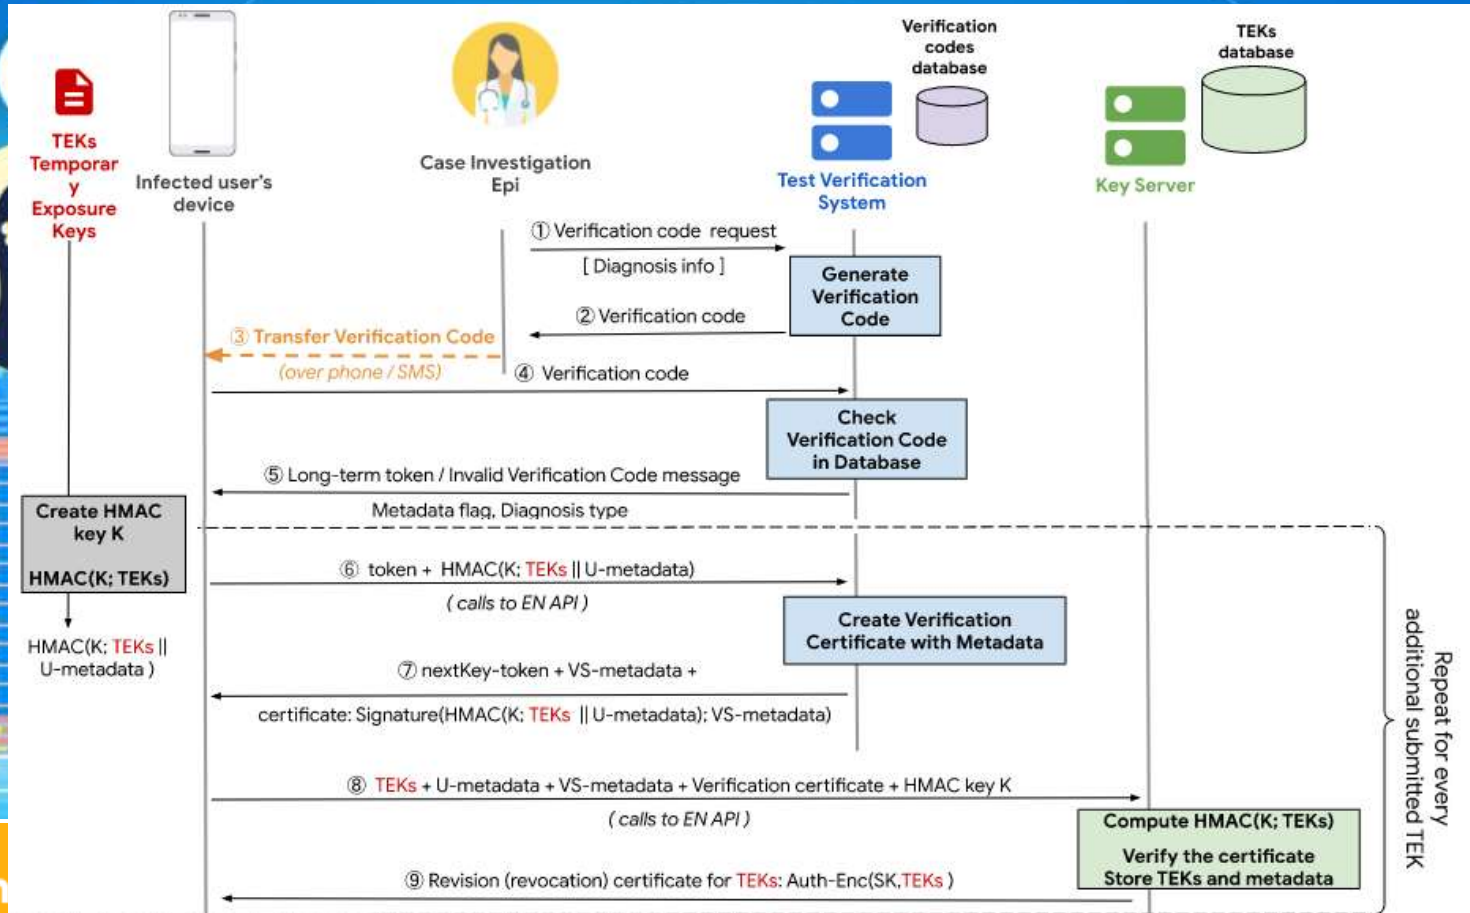 Verification
codes
database
TEKs
database
TEKs
Temporar
y
Exposure
Keys
Infected user's
device
Case Investigation
Epi
Test Verification
System
Key Server
① Verification code request
[ Diagnosis info ]
Generate
Verification
Code
② Verification code
③ Transfer Verification Code
(over phone / SMS)
④ Verification code
Check
Verification Code
in Database
⑤ Long-term token / Invalid Verification Code message
Metadata flag, Diagnosis type
Create HMAC
key K
HMAC(K; TEKs)
HMAC(K; TEKs ||
U-metadata )
⑥ token + HMAC(K; TEKs || U-metadata)
( calls to EN API )
Create Verification
Certificate with Metadata
⑦ nextKey-token + VS-metadata +
certificate: Signature(HMAC(K; TEKs || U-metadata); VS-metadata)
⑧ TEKs + U-metadata + VS-metadata + Verification certificate + HMAC key K
( calls to EN API )
Compute HMAC(K; TEKs)
Verify the certificate
Store TEKs and metadata
⑨ Revision (revocation) certificate for TEKs: Auth-Enc(SK,TEKs )
Repeat for every
additional submitted TEK